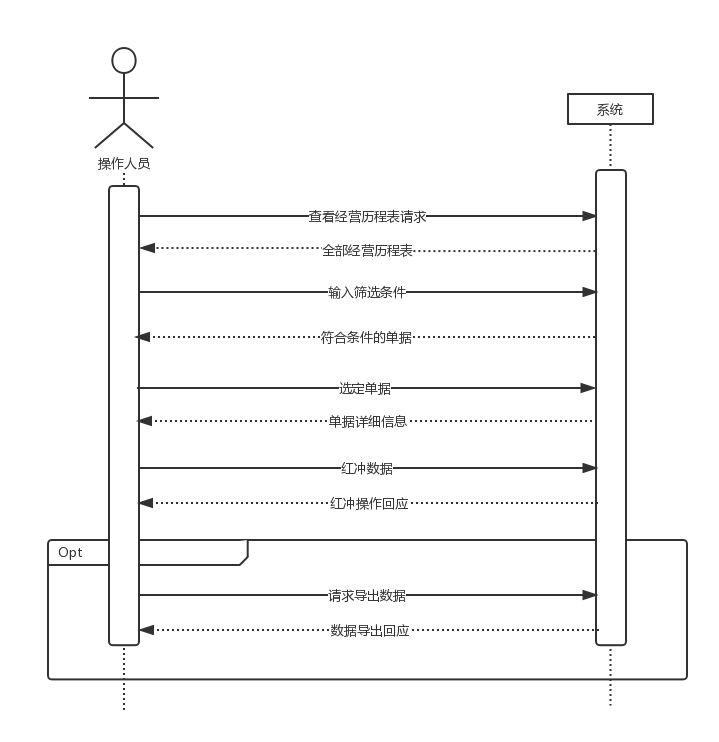 系统
操作人员
查看经营历程表请求
全部经营历程表
输入筛选条件
符合条件的单据
选定单据
单据详细信息
红冲数据
红冲操作回应
Opt
请求导出数据
数据导出回应